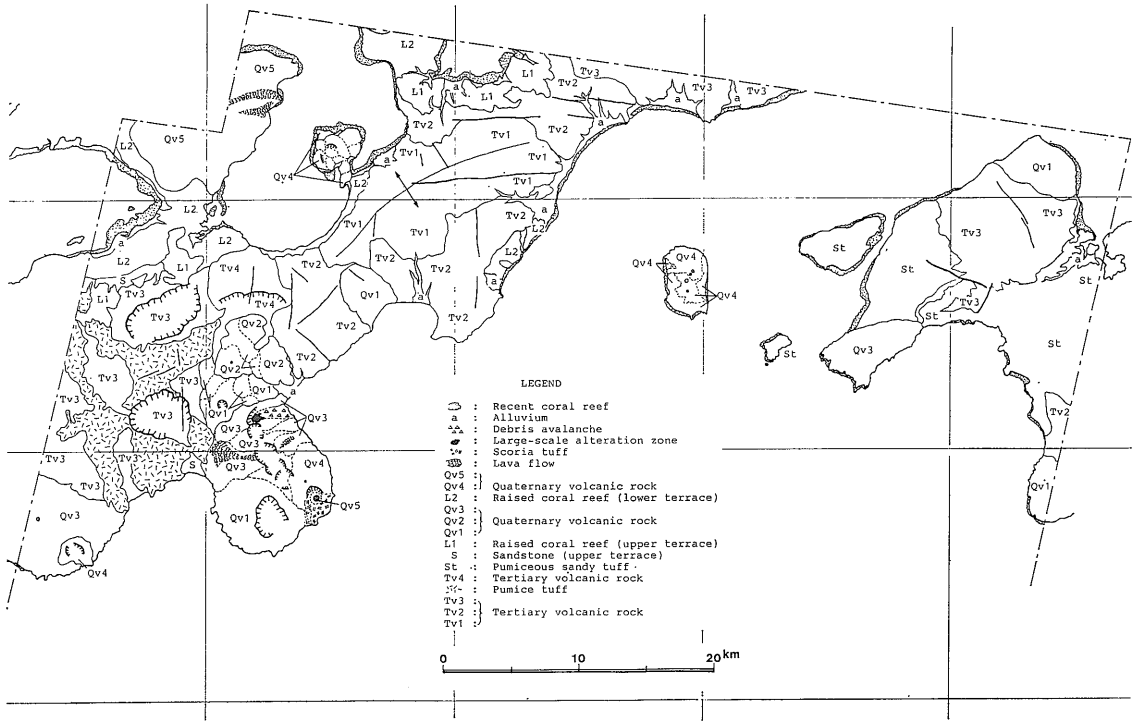 L2
Qv5
L1
Tv3
Tv2
a
L1
Tv3
a
Tv3
a
Tv2
Tv1
Tv2
Qv5
L2
Qv4
a
Tv1
L2
Tv1
Tv1
Qv1
L2
Tv1
Tv1
Tv2
a
L2
Tv3
a
L2
L2
L2
St
Qv4
Qv4
a
L1
Tv4
Tv2
Tv2
a
St
St
S
Tv3
L1
Tv3
Tv4
Qv1
Tv2
a
Qv4
Tv3
St
Qv2
Tv2
Tv2
St
St
Qv3
Tv3
Qv2
Qv2
Tv2
Tv3
Tv3
Qv1
a
Qv1
Tv3
Qv3
Qv3
Qv3
Tv2
Tv3
Tv3
Qv3
Qv4
S
Tv3
Qv1
Qv5
Qv3
Qv1
Qv4
LEGEND
: Recent coral reef
a : Alluvium
: Debris avalanche
: Large-scale alteration zone
: Scoria tuff
: Lava flow
Qv5 :
Qv4 : Quaternary volcanic rock
L2 : Raised coral reef (lower terrace)
Qv3 :
Qv2 : Quaternary volcanic rock
Qv1 :
L1 : Raised coral reef (upper terrace)
S : Sandstone (upper terrace)
St : Pumiceous sandy tuff
Tv4 : Tertiary volcanic rock
: Pumice tuff
Tv3 :
Tv2 : Tertiary volcanic rock
Tv1 :
0 10 20 km